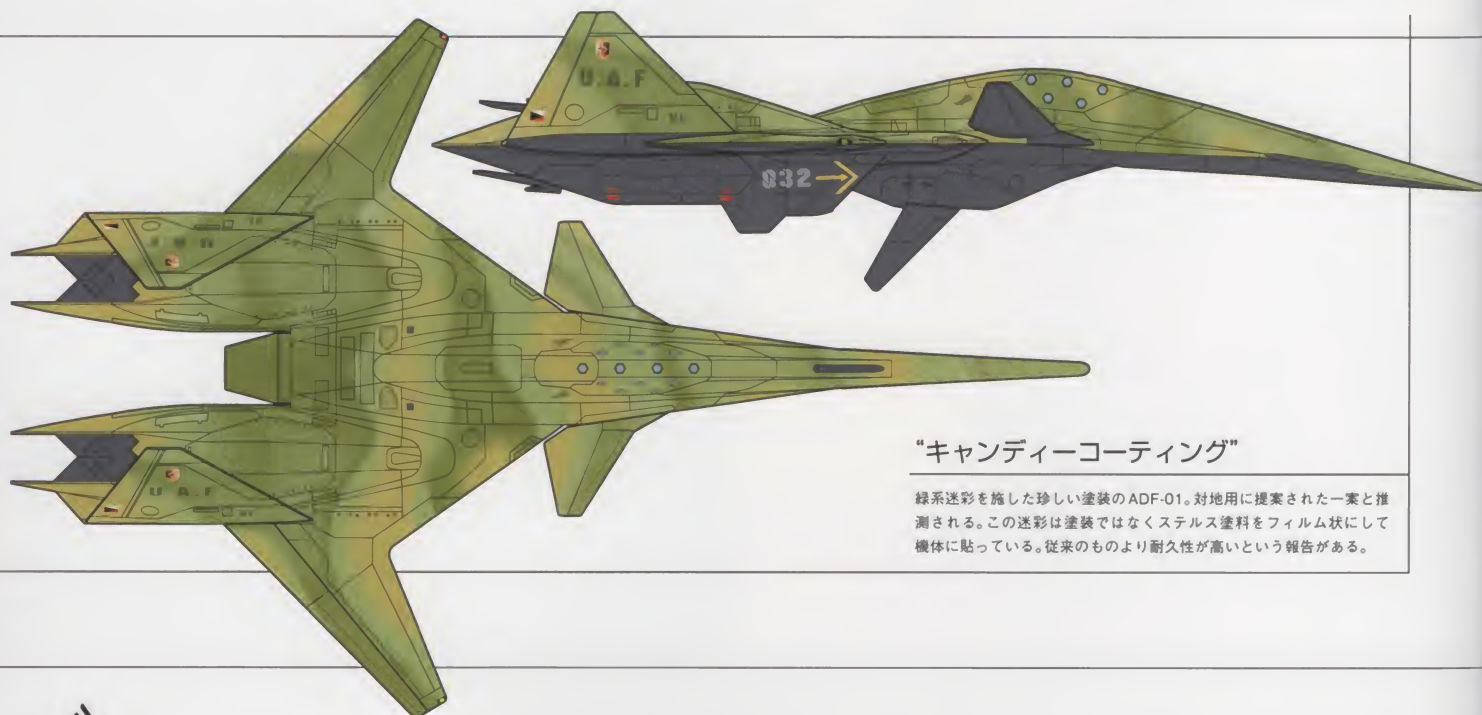 U.A.F
032
U A.F
“キャンディーコーティング”
緑系迷彩を施した珍しい塗装のADF-01。対地用に提案された一案と推
測される。この迷彩は塗装ではなくステルス塗料をフィルム状にして
機体に貼っている。従来のものより耐久性が高いという報告がある。